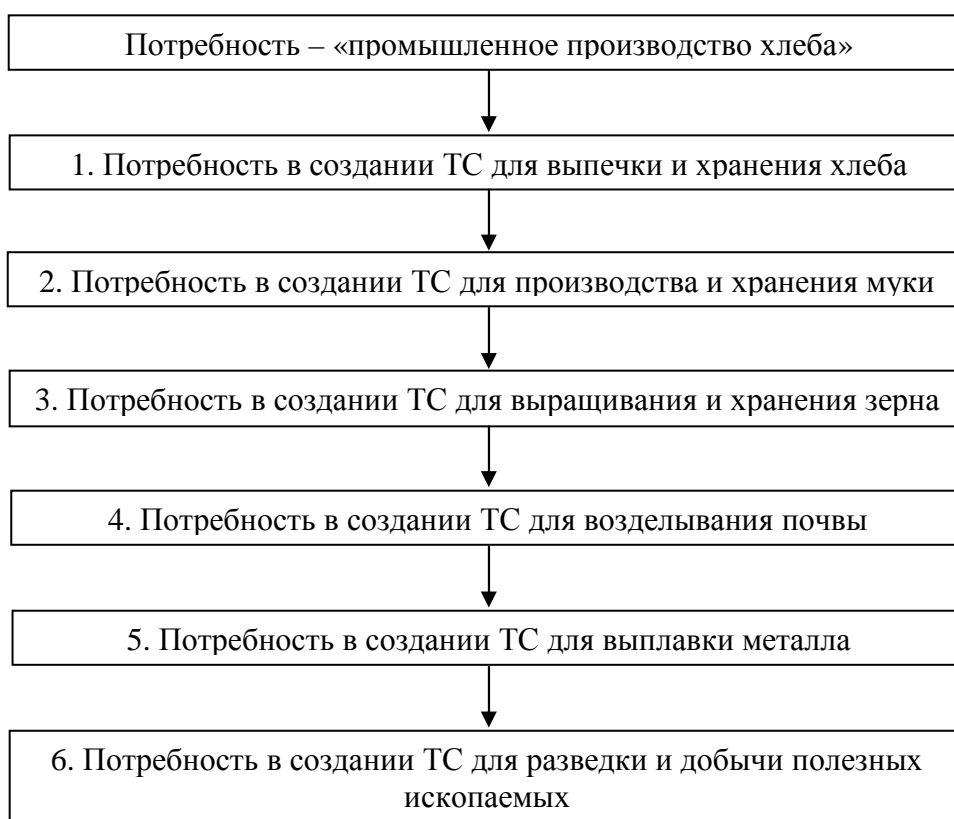 Потребность – «промышленное производство хлеба»
1. Потребность в создании ТС для выпечки и хранения хлеба
2. Потребность в создании ТС для производства и хранения муки
3. Потребность в создании ТС для выращивания и хранения зерна
4. Потребность в создании ТС для возделывания почвы
5. Потребность в создании ТС для выплавки металла
6. Потребность в создании ТС для разведки и добычи полезных
ископаемых